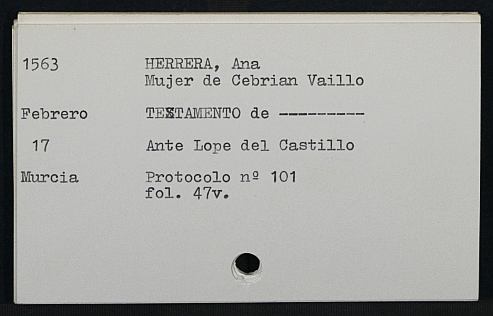 1563 HERRERA, Ana
Mujer de Cebrian Vaillo
Febrero TESTAMENTO de ---------
17 Ante Lope del Castillo
Murcia Protocolo nº 101
fol. 47v.